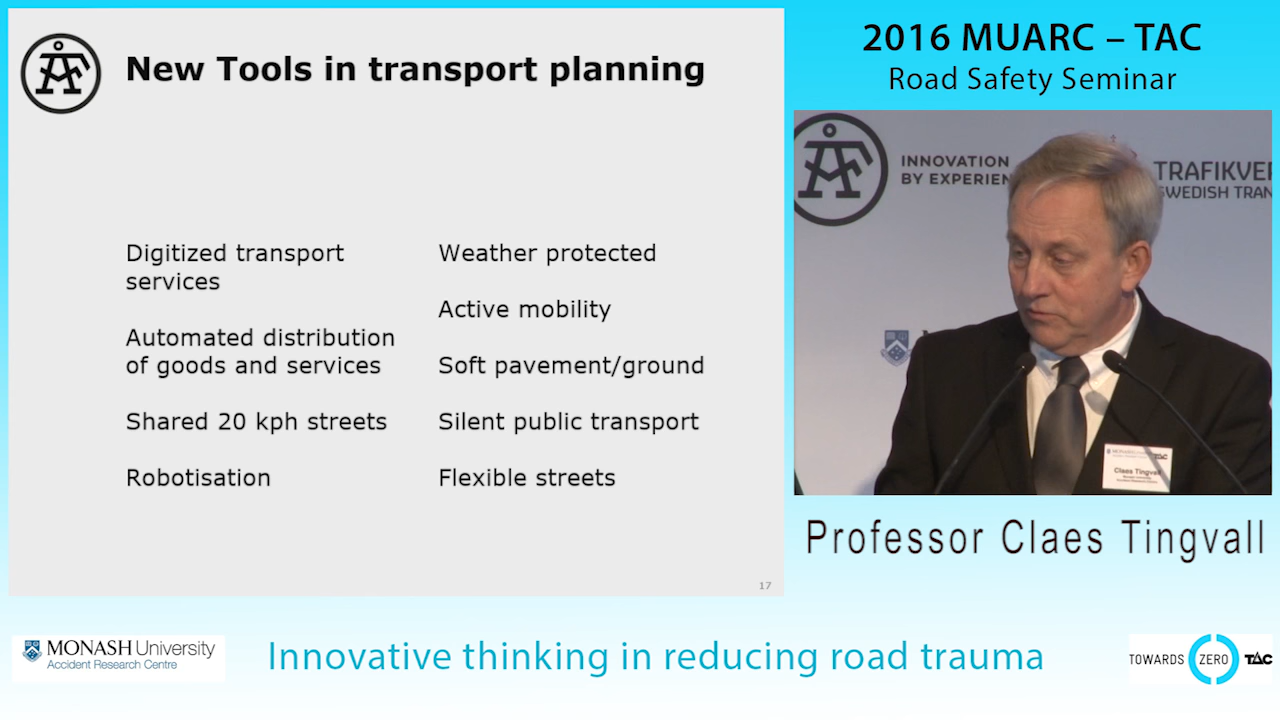 New Tools in transport planning
Digitized transport
services
Automated distribution
of goods and services
Shared 20 kph streets
Robotisation
Weather protected
Active mobility
Soft pavement/ground
Silent public transport
Flexible streets
17
2016 MUARC – TAC
Road Safety Seminar
ÅF
INNOVATION
BY EXPERIEN
TRAFIKVER
SWEDISH TRAN
Claes Tingvall
Professor Claes Tingvall
MONASH University
Accident Research Centre
Innovative thinking in reducing road trauma
TOWARDS ZERO TAC